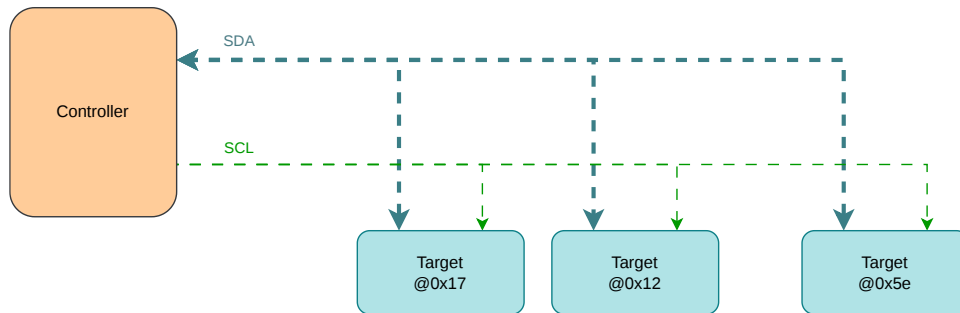 SDA
Controller
SCL
Target
@0x17
Target
@0x12
Target
@0x5e